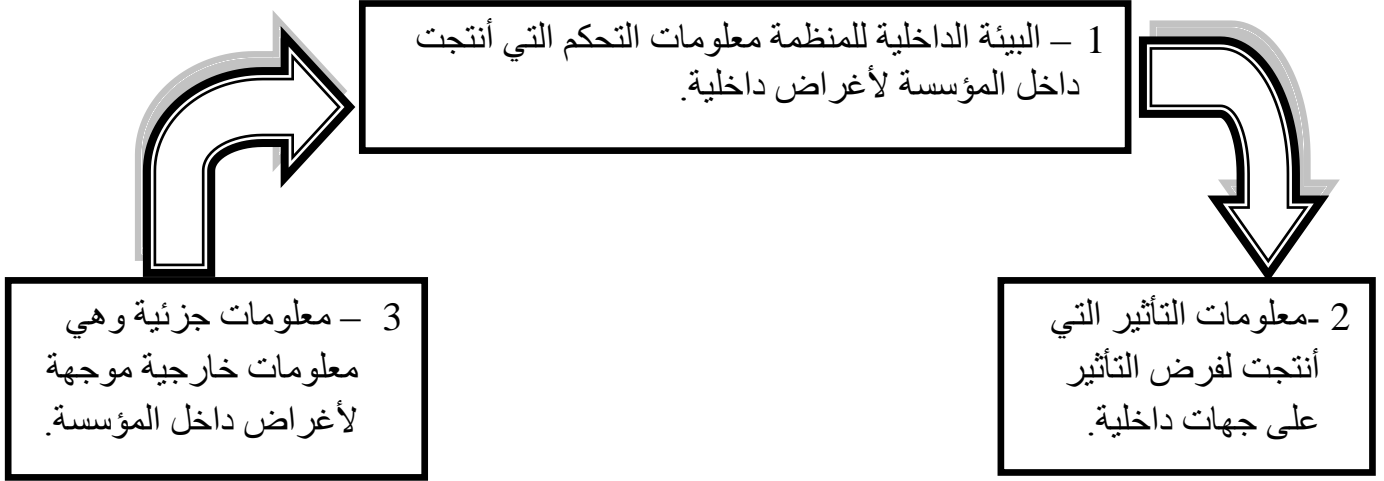 1 – البيئة الداخلية للمنظمة معلومات التحكم التي أنتجت
داخل المؤسسة لأغراض داخلية.
2 -معلومات التأثير التي
أنتجت لفرض التأثير
على جهات داخلية.
3 – معلومات جزئية وهي
معلومات خارجية موجهة
لأغراض داخل المؤسسة.